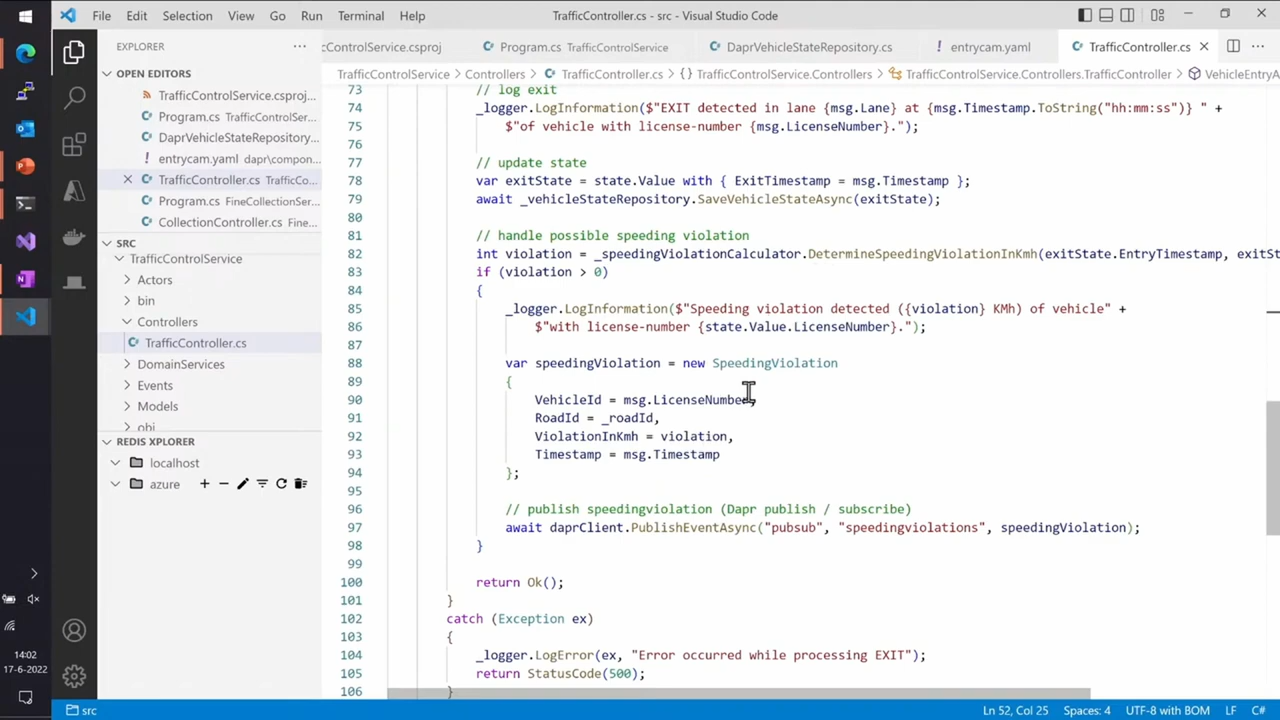 File Edit Selection View Go Run Terminal Help TrafficController.cs - src - Visual Studio Code
EXPLORER
OPEN EDITORS
TrafficControlService.csproj...
Program.cs TrafficControlSer...
DaprVehicleStateRepository...
entrycam.yaml dapr\compon...
TrafficController.cs TrafficCo...
Program.cs FineCollectionSer...
CollectionController.cs Fine...
SRC
TrafficControlService
Actors
bin
Controllers
TrafficController.cs
DomainServices
Events
Models
obj
REDIS XPLORER
localhost
azure
cControlService.csproj Program.cs TrafficControlService DaprVehicleStateRepository.cs entrycam.yaml TrafficController.cs
TrafficControlService > Controllers > TrafficController.cs > {} TrafficControlService.Controllers > TrafficControlService.Controllers.TrafficController > VehicleEntryA
73 // log exit
74 _logger.LogInformation($"EXIT detected in lane {msg.Lane} at {msg.Timestamp.ToString("hh:mm:ss")} " +
75 $"of vehicle with license-number {msg.LicenseNumber}.");
76
77 // update state
78 var exitState = state.Value with { ExitTimestamp = msg.Timestamp };
79 await _vehicleStateRepository.SaveVehicleStateAsync(exitState);
80
81 // handle possible speeding violation
82 int violation = _speedingViolationCalculator.DetermineSpeedingViolationInKmh(exitState.EntryTimestamp, exitSt
83 if (violation > 0)
84 {
85 _logger.LogInformation($"Speeding violation detected ({violation} KMh) of vehicle" +
86 $"with license-number {state.Value.LicenseNumber}.");
87
88 var speedingViolation = new SpeedingViolation
89 {
90 VehicleId = msg.LicenseNumber,
91 RoadId = _roadId,
92 ViolationInKmh = violation,
93 Timestamp = msg.Timestamp
94 };
95
96 // publish speedingviolation (Dapr publish / subscribe)
97 await daprClient.PublishEventAsync("pubsub", "speedingviolations", speedingViolation);
98 }
99
100 return Ok();
101 }
102 catch (Exception ex)
103 {
104 _logger.LogError(ex, "Error occurred while processing EXIT");
105 return StatusCode(500);
106 }
14:02
17-6-2022
src Ln 52, Col 25 Spaces: 4 UTF-8 with BOM LF C#